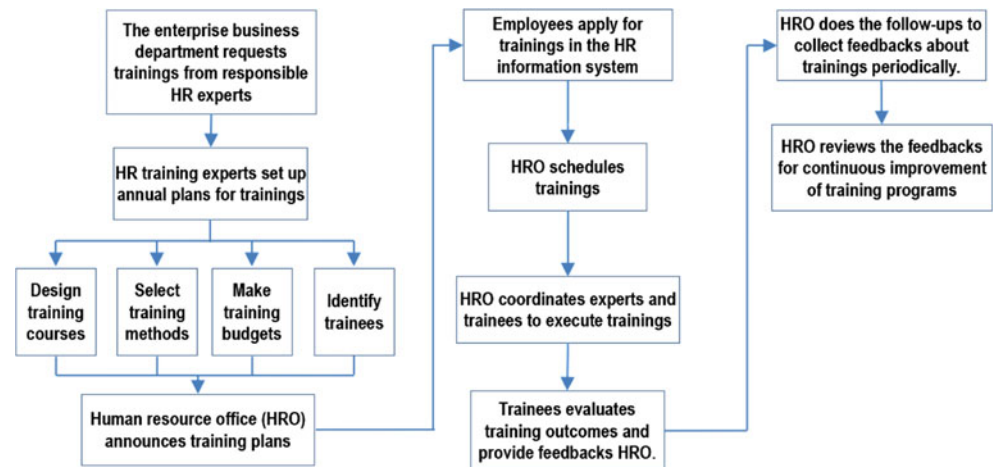 The enterprise business
department requests
trainings from responsible
HR experts
HR training experts set up
annual plans for trainings
Design
training
courses
Select
training
methods
Make
training
budgets
Identify
trainees
Human resource office (HRO)
announces training plans
Employees apply for
trainings in the HR
information system
HRO schedules
trainings
HRO coordinates experts and
trainees to execute trainings
Trainees evaluates
training outcomes and
provide feedbacks HRO.
HRO does the follow-ups to
collect feedbacks about
trainings periodically.
HRO reviews the feedbacks
for continuous improvement
of training programs